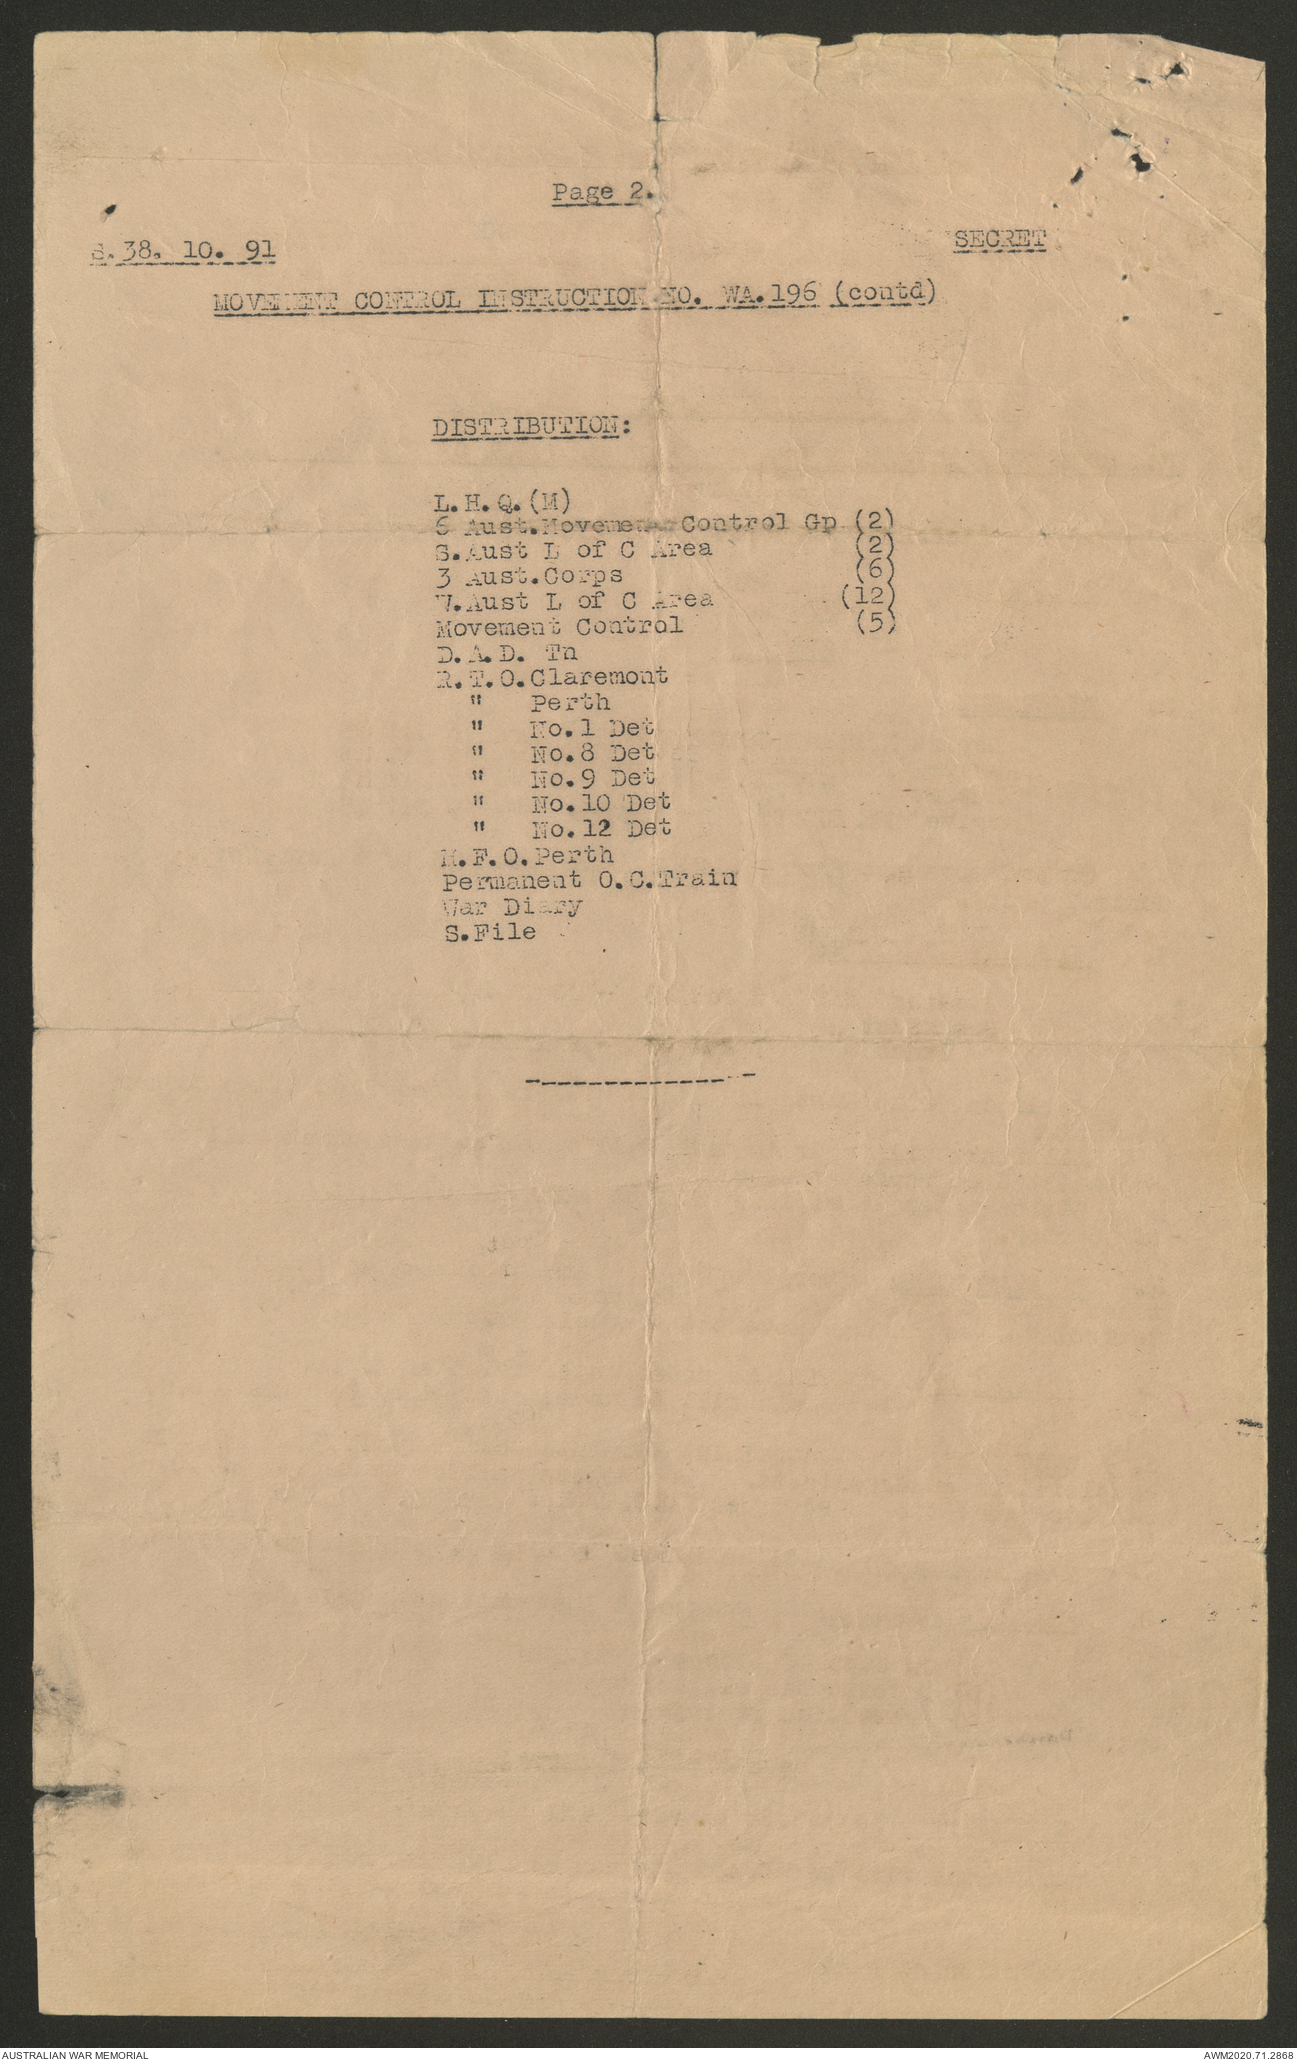 Page 2.
S.38. 10. 91
SECRET
MOVEMENT CONTROL INSTRUCTION NO. WA.196 (contd)
DISTRIBUTION:
L.H.Q.(M)
6 Aust.Movement Control Gp (2)
S.Aust L of C Area (2)
3 Aust.Corps (6)
W.Aust L of C Area (12)
Movement Control (5)
D.A.D. Tn
R.T.O.Claremont
" Perth
" No.1 Det
" No.8 Det
" No.9 Det
" No.10 Det
" No.12 Det
M.F.O.Perth
Permanent O.C.Train
War Diary
S.File
AUSTRALIAN WAR MEMORIAL
AWM2020.71.2868